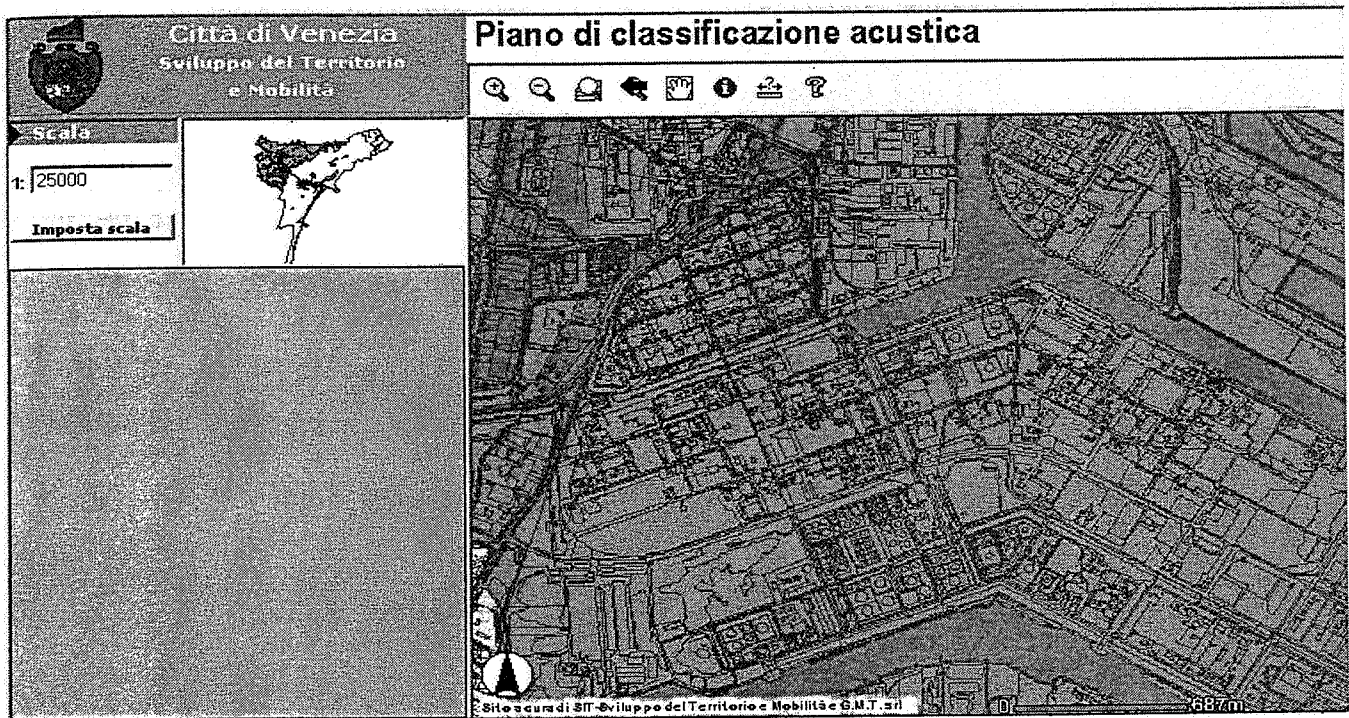 Città di Venezia
Sviluppo del Territorio
e Mobilità
Piano di classificazione acustica
Scala
1: 25000
Imposta scala
Sito a cura di SIT-Sviluppo del Territorio e Mobilità e G.M.T. srl
0 687m